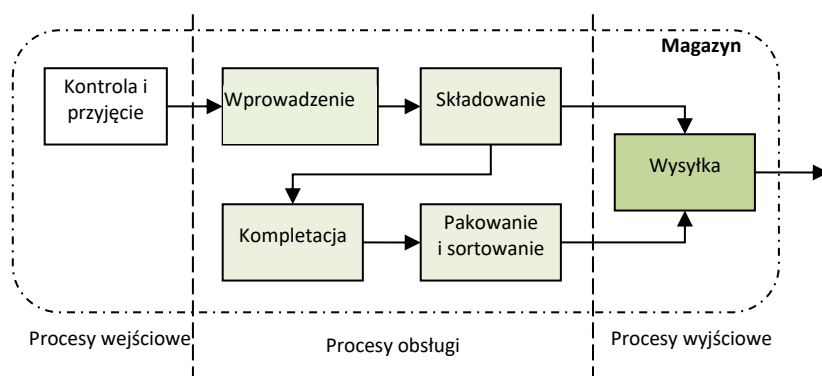 Magazyn
Kontrola i
przyjęcie
Wprowadzenie
Składowanie
Wysyłka
Kompletacja
Pakowanie
i sortowanie
Procesy wejściowe
Procesy obsługi
Procesy wyjściowe